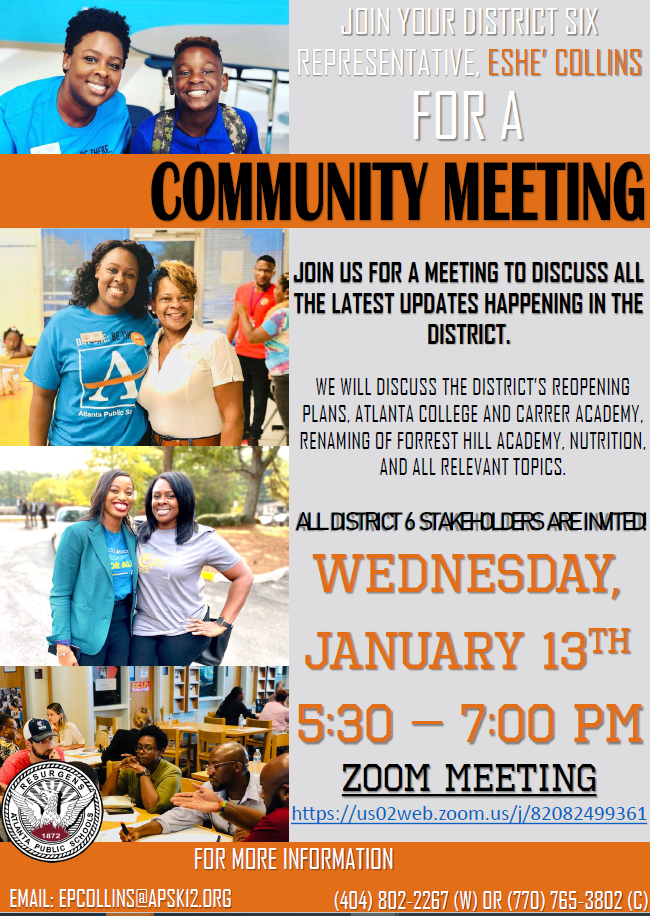 JOIN YOUR DISTRICT SIX
REPRESENTATIVE, ESHE' COLLINS
FOR A
COMMUNITY MEETING
JOIN US FOR A MEETING TO DISCUSS ALL
THE LATEST UPDATES HAPPENING IN THE
DISTRICT.
WE WILL DISCUSS THE DISTRICT'S REOPENING
PLANS, ATLANTA COLLEGE AND CARRER ACADEMY,
RENAMING OF FORREST HILL ACADEMY, NUTRITION,
AND ALL RELEVANT TOPICS.
ALL DISTRICT 6 STAKEHOLDERS ARE INVITED!
WEDNESDAY,
JANUARY 13TH
5:30 – 7:00 PM
ZOOM MEETING
https://us02web.zoom.us/j/82082499361
A
Atlanta Public
RESURGENS
ATLANTA PUBLIC SCHOOLS
1872
FOR MORE INFORMATION
EMAIL: EPCOLLINS@APSK12.ORG
(404) 802-2267 (W) OR (770) 765-3802 (C)